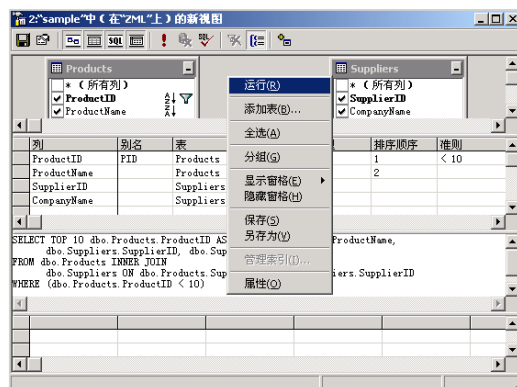 2:“sample”中（在“ZML”上）的新视图
SQL
SQL
Products
*（所有列）
ProductID
ProductName
Suppliers
*（所有列）
SupplierID
CompanyName
运行(R)
添加表(B)...
全选(A)
分组(G)
显示窗格(E)
隐藏窗格(H)
保存(S)
另存为(Y)
管理索引(I)...
属性(O)
列 别名 表 排序顺序 准则
ProductID PID Products 1 < 10
ProductName Products 2
SupplierID Suppliers
CompanyName Suppliers
SELECT TOP 10 dbo.Products.ProductID AS ProductName,
dbo.Suppliers.SupplierID, dbo.Sup
FROM dbo.Products INNER JOIN
dbo.Suppliers ON dbo.Products.Sup iers.SupplierID
WHERE (dbo.Products.ProductID < 10)